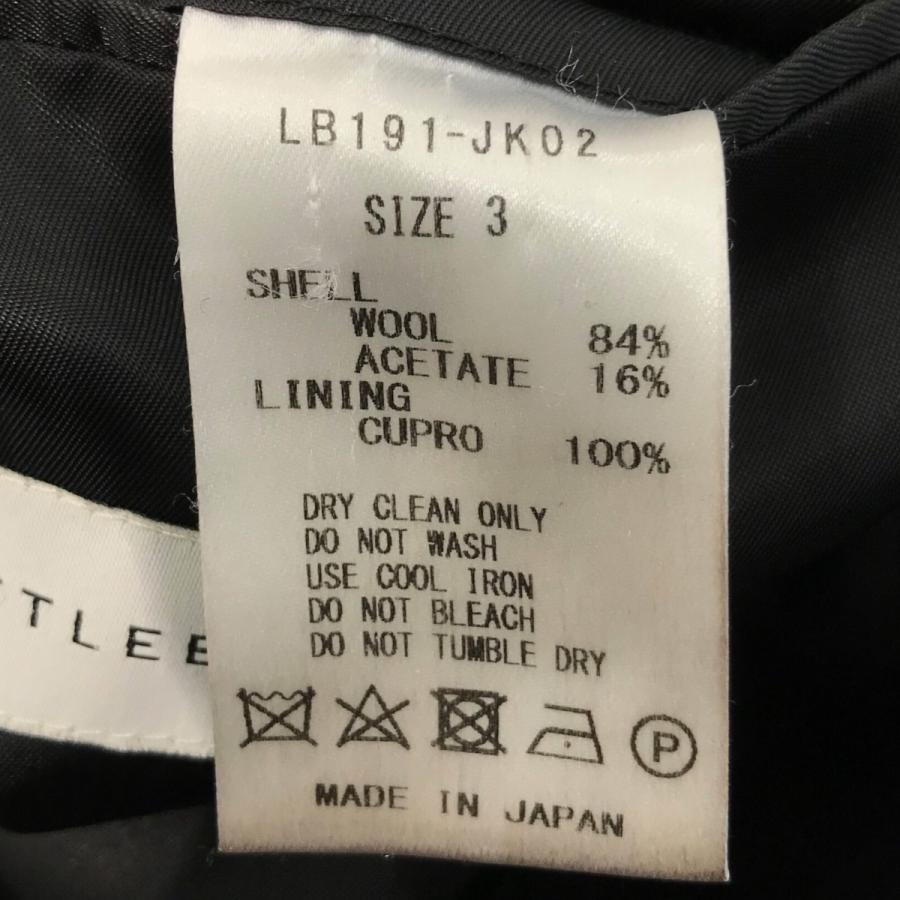 LB191-JK02
SIZE 3
SHELL
WOOL 84%
ACETATE 16%
LINING
CUPRO 100%
DRY CLEAN ONLY
DO NOT WASH
USE COOL IRON
DO NOT BLEACH
DO NOT TUMBLE DRY
P
MADE IN JAPAN